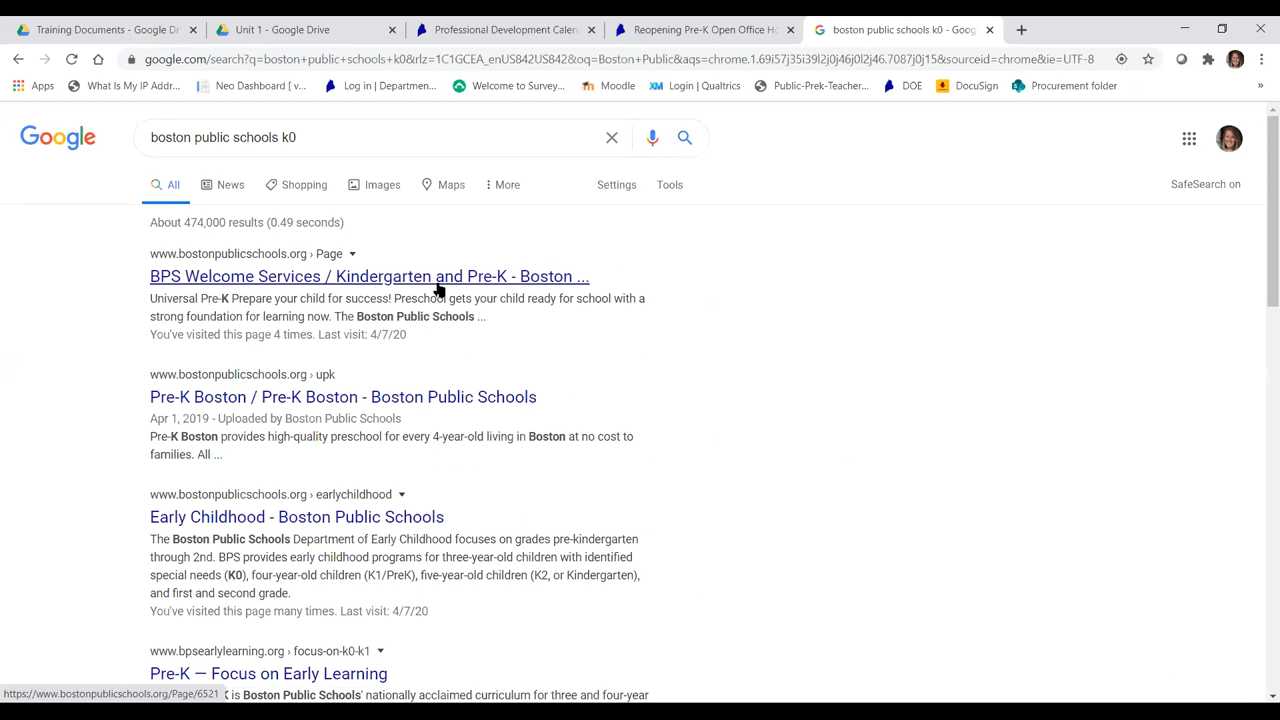 Training Documents - Google D
Unit 1 - Google Drive
Professional Development Calen
Reopening Pre-K Open Office Ho
boston public schools k0 - Goog
google.com/search?q=boston+public+schools+k0&rlz=1C1GCEA_enUS842US842&oq=Boston+Public&aqs=chrome.1.69i57j35i39l2j0j46j0l2j46.7087j0j15&sourceid=chrome&ie=UTF-8
Apps
What Is My IP Addr...
Neo Dashboard [ v...
Log in | Departmen...
Welcome to Survey...
Moodle
XM Login | Qualtrics
Public-Prek-Teacher...
DOE
DocuSign
Procurement folder
Google
boston public schools k0
All
News
Shopping
Images
Maps
More
Settings
Tools
SafeSearch on
About 474,000 results (0.49 seconds)
www.bostonpublicschools.org › Page
BPS Welcome Services / Kindergarten and Pre-K - Boston ...
Universal Pre-K Prepare your child for success! Preschool gets your child ready for school with a
strong foundation for learning now. The Boston Public Schools ...
You've visited this page 4 times. Last visit: 4/7/20
www.bostonpublicschools.org › upk
Pre-K Boston / Pre-K Boston - Boston Public Schools
Apr 1, 2019 - Uploaded by Boston Public Schools
Pre-K Boston provides high-quality preschool for every 4-year-old living in Boston at no cost to
families. All ...
www.bostonpublicschools.org › earlychildhood
Early Childhood - Boston Public Schools
The Boston Public Schools Department of Early Childhood focuses on grades pre-kindergarten
through 2nd. BPS provides early childhood programs for three-year-old children with identified
special needs (K0), four-year-old children (K1/PreK), five-year-old children (K2, or Kindergarten),
and first and second grade.
You've visited this page many times. Last visit: 4/7/20
www.bpsearlylearning.org › focus-on-k0-k1
Pre-K — Focus on Early Learning
K is Boston Public Schools' nationally acclaimed curriculum for three and four-year
https://www.bostonpublicschools.org/Page/6521